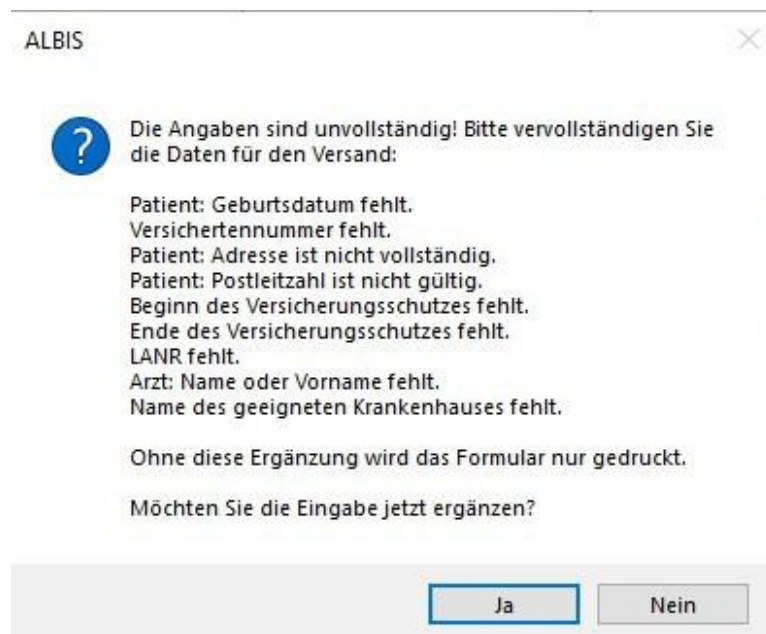 ALBIS
Die Angaben sind unvollständig! Bitte vervollständigen Sie
die Daten für den Versand:
Patient: Geburtsdatum fehlt.
Versichertennummer fehlt.
Patient: Adresse ist nicht vollständig.
Patient: Postleitzahl ist nicht gültig.
Beginn des Versicherungsschutzes fehlt.
Ende des Versicherungsschutzes fehlt.
LANR fehlt.
Arzt: Name oder Vorname fehlt.
Name des geeigneten Krankenhauses fehlt.
Ohne diese Ergänzung wird das Formular nur gedruckt.
Möchten Sie die Eingabe jetzt ergänzen?
Ja Nein